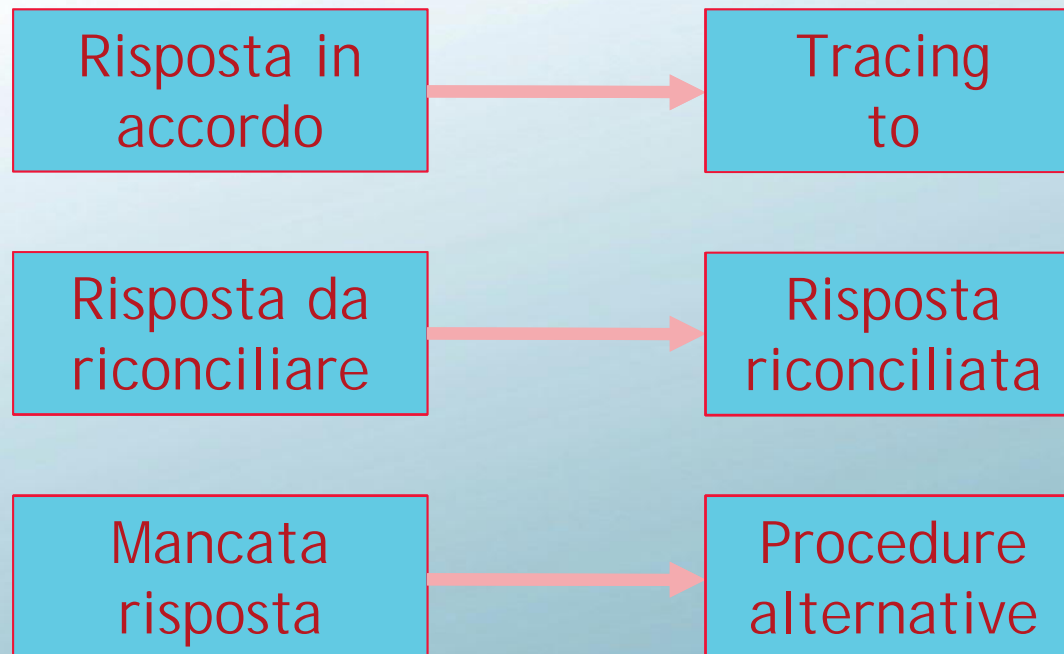 Risposta in
accordo
Tracing
to
Risposta da
riconciliare
Risposta
riconciliata
Mancata
risposta
Procedure
alternative